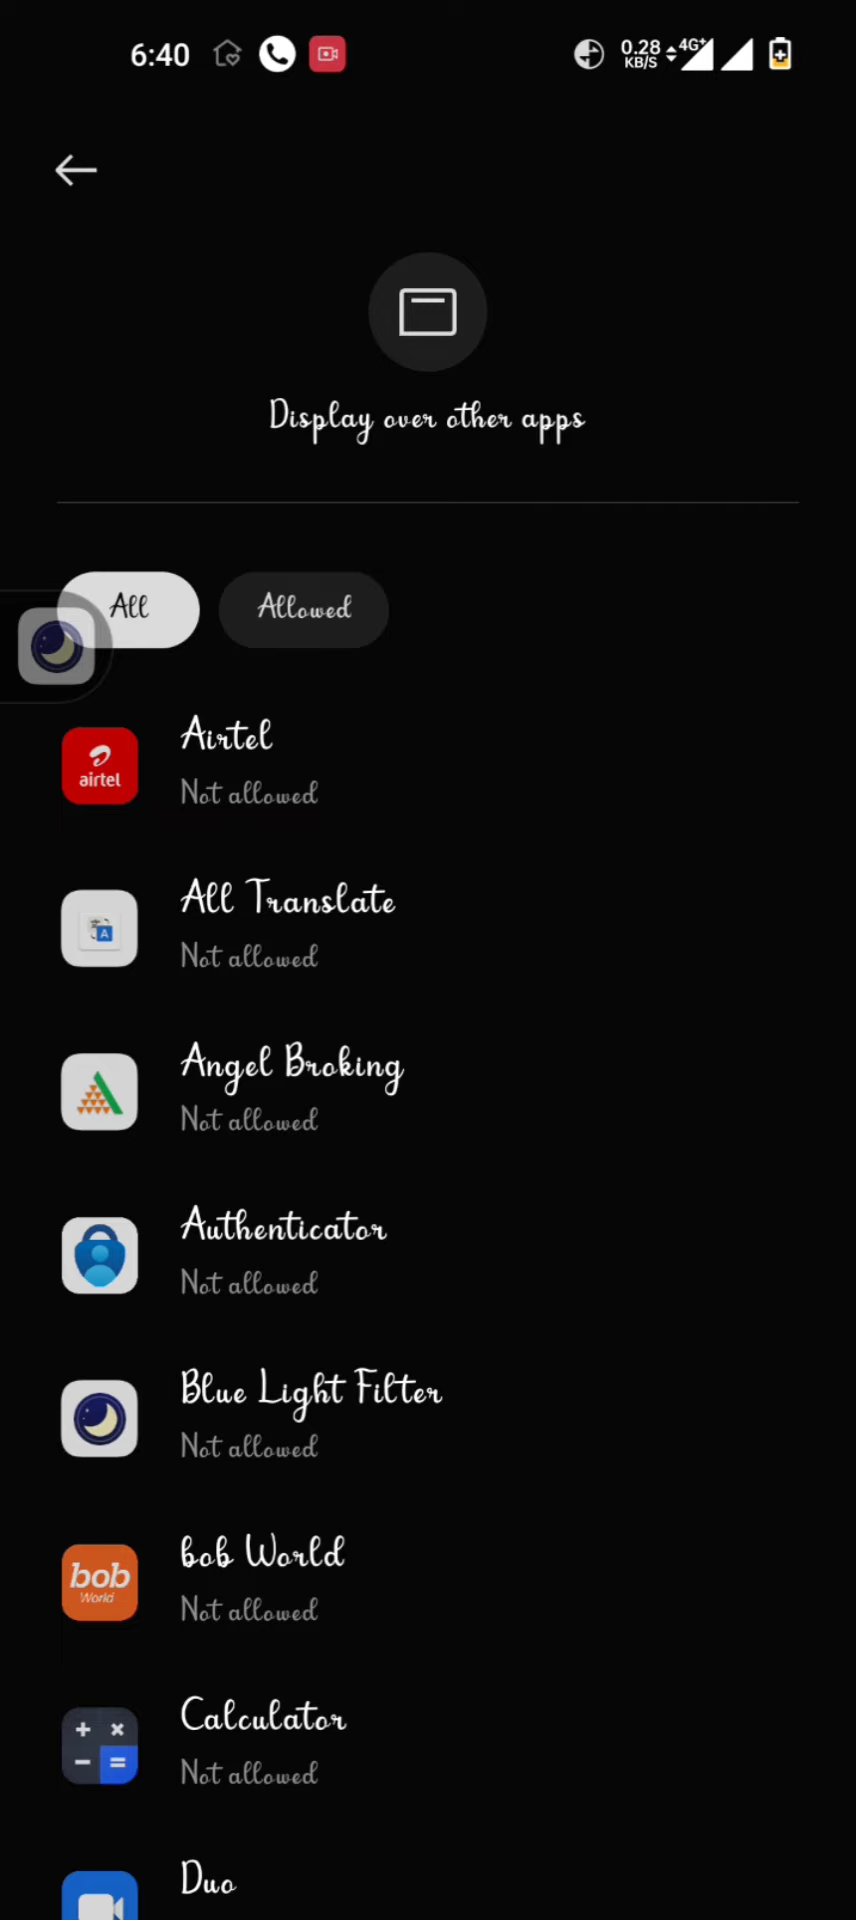 6:40
0.28
KB/S
4G+
Display over other apps
All
Allowed
airtel
Airtel
Not allowed
A
All Translate
Not allowed
Angel Broking
Not allowed
Authenticator
Not allowed
Blue Light Filter
Not allowed
bob
World
bob World
Not allowed
Calculator
Not allowed
Duo